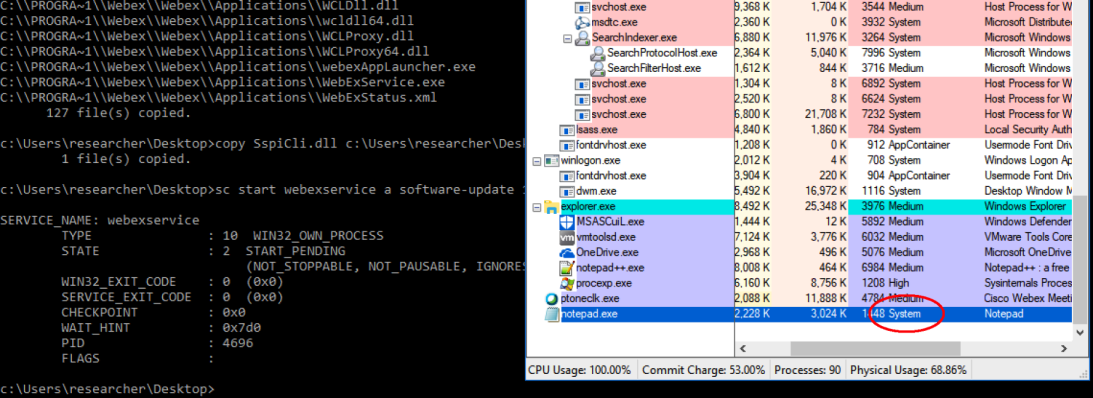 C:\\PROGRA~1\\Webex\\Webex\\Applications\\WCLDll.dll
C:\\PROGRA~1\\Webex\\Webex\\Applications\\wcldll64.dll
C:\\PROGRA~1\\Webex\\Webex\\Applications\\WCLProxy.dll
C:\\PROGRA~1\\Webex\\Webex\\Applications\\WCLProxy64.dll
C:\\PROGRA~1\\Webex\\Webex\\Applications\\webexAppLauncher.exe
C:\\PROGRA~1\\Webex\\Webex\\Applications\\WebExService.exe
C:\\PROGRA~1\\Webex\\Webex\\Applications\\WebExStatus.xml
127 file(s) copied.
c:\Users\researcher\Desktop>copy SspiCli.dll c:\Users\researcher\Des
1 file(s) copied.
c:\Users\researcher\Desktop>sc start webexservice a software-update
SERVICE_NAME: webexservice
TYPE : 10 WIN32_OWN_PROCESS
STATE : 2 START_PENDING
(NOT_STOPPABLE, NOT_PAUSABLE, IGNORES
WIN32_EXIT_CODE : 0 (0x0)
SERVICE_EXIT_CODE : 0 (0x0)
CHECKPOINT : 0x0
WAIT_HINT : 0x7d0
PID : 4696
FLAGS :
c:\Users\researcher\Desktop>
svchost.exe 9,368 K 1,704 K 3544 Medium Host Process for W
msdtc.exe 2,360 K 0 K 3932 System Microsoft Distribute
SearchIndexer.exe 6,880 K 11,976 K 3264 System Microsoft Windows
SearchProtocolHost.exe 2,364 K 5,040 K 7996 System Microsoft Windows
SearchFilterHost.exe 1,612 K 844 K 3716 Medium Microsoft Windows
svchost.exe 1,304 K 8 K 6892 System Host Process for W
svchost.exe 2,520 K 8 K 6624 System Host Process for W
svchost.exe 6,800 K 21,708 K 7232 System Host Process for W
lsass.exe 4,840 K 1,860 K 784 System Local Security Auth
fontdrvhost.exe 1,208 K 0 K 912 AppContainer Usermode Font Driv
winlogon.exe 2,012 K 4 K 708 System Windows Logon Ap
fontdrvhost.exe 3,904 K 220 K 904 AppContainer Usermode Font Driv
dwm.exe 5,492 K 16,972 K 1116 System Desktop Window M
explorer.exe 8,492 K 25,348 K 3976 Medium Windows Explorer
MSASCuiL.exe 1,444 K 12 K 5892 Medium Windows Defender
vmtoolsd.exe 7,124 K 3,776 K 6032 Medium VMware Tools Core
OneDrive.exe 2,968 K 496 K 5076 Medium Microsoft OneDrive
notepad++.exe 8,008 K 464 K 6984 Medium Notepad++ : a free
procexp.exe 6,160 K 8,756 K 1208 High Sysinternals Proces
ptoneclk.exe 2,088 K 11,888 K 4784 Medium Cisco Webex Meeti
notepad.exe 2,228 K 3,024 K System Notepad
CPU Usage: 100.00% Commit Charge: 53.00% Processes: 90 Physical Usage: 68.86%